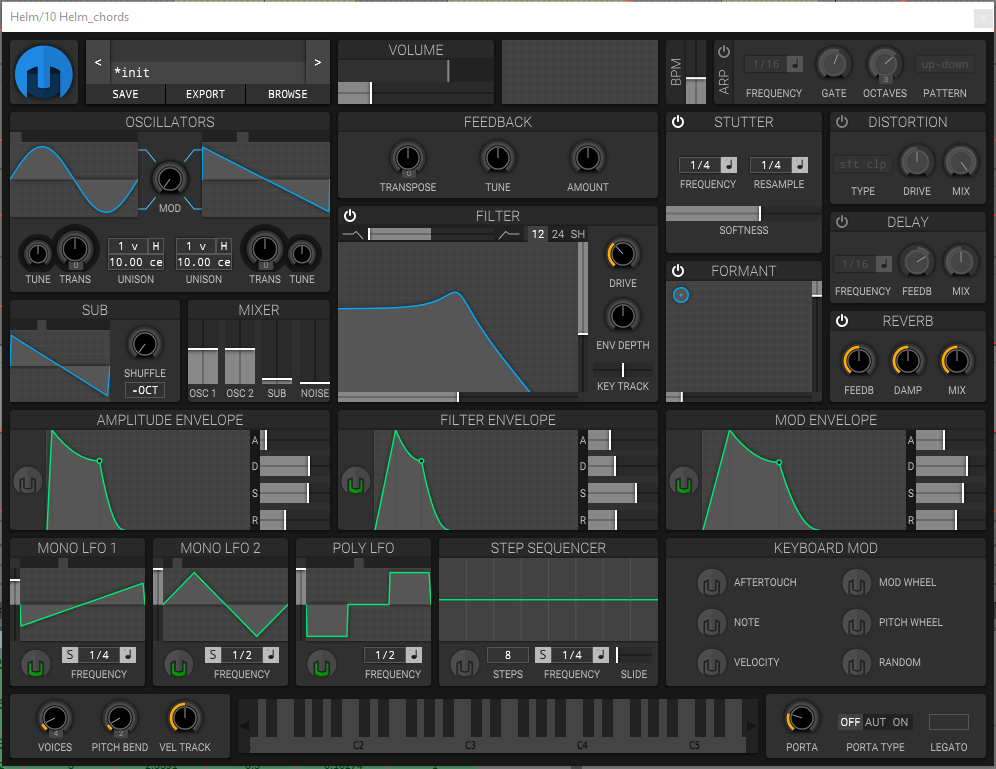 Helm/10 Helm_chords
< *init >
SAVE EXPORT BROWSE
VOLUME
BPM
ARP
1/16
FREQUENCY GATE OCTAVES PATTERN
3
up-down
OSCILLATORS
MOD
TUNE TRANS
0
1 v H
10.00 ce
UNISON
1 v H
10.00 ce
UNISON
0
TRANS TUNE
FEEDBACK
0
TRANSPOSE TUNE AMOUNT
STUTTER
1/4 1/4
FREQUENCY RESAMPLE
SOFTNESS
DISTORTION
sft clp
TYPE DRIVE MIX
FILTER
12 24 SH
DRIVE
ENV DEPTH
KEY TRACK
FORMANT
DELAY
1/16
FREQUENCY FEEDB MIX
SUB
SHUFFLE
-OCT
MIXER
OSC 1 OSC 2 SUB NOISE
REVERB
FEEDB DAMP MIX
AMPLITUDE ENVELOPE
A
D
S
R
FILTER ENVELOPE
A
D
S
R
MOD ENVELOPE
A
D
S
R
MONO LFO 1
S 1/4
FREQUENCY
MONO LFO 2
S 1/2
FREQUENCY
POLY LFO
1/2
FREQUENCY
STEP SEQUENCER
8 S 1/4
STEPS FREQUENCY SLIDE
KEYBOARD MOD
AFTERTOUCH MOD WHEEL
NOTE PITCH WHEEL
VELOCITY RANDOM
4 2
VOICES PITCH BEND VEL TRACK
C2 C3 C4 C5
OFF AUT ON
PORTA PORTA TYPE LEGATO